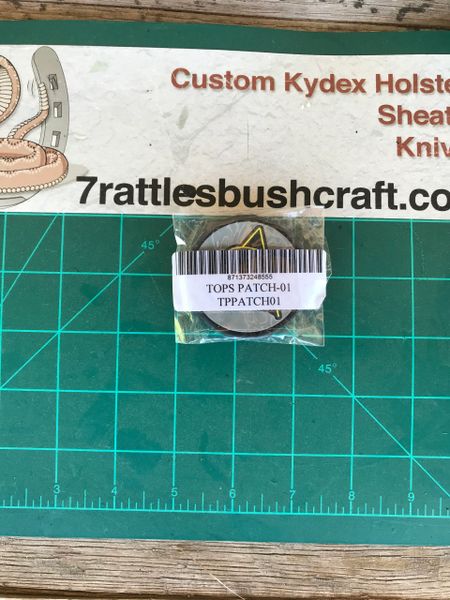 Custom Kydex Holste
Sheat
Kniv
7rattlesbushcraft.co
45°
871373248555
TOPS PATCH-01
TPPATCH01
45°
3 4 5 6 7 8 9